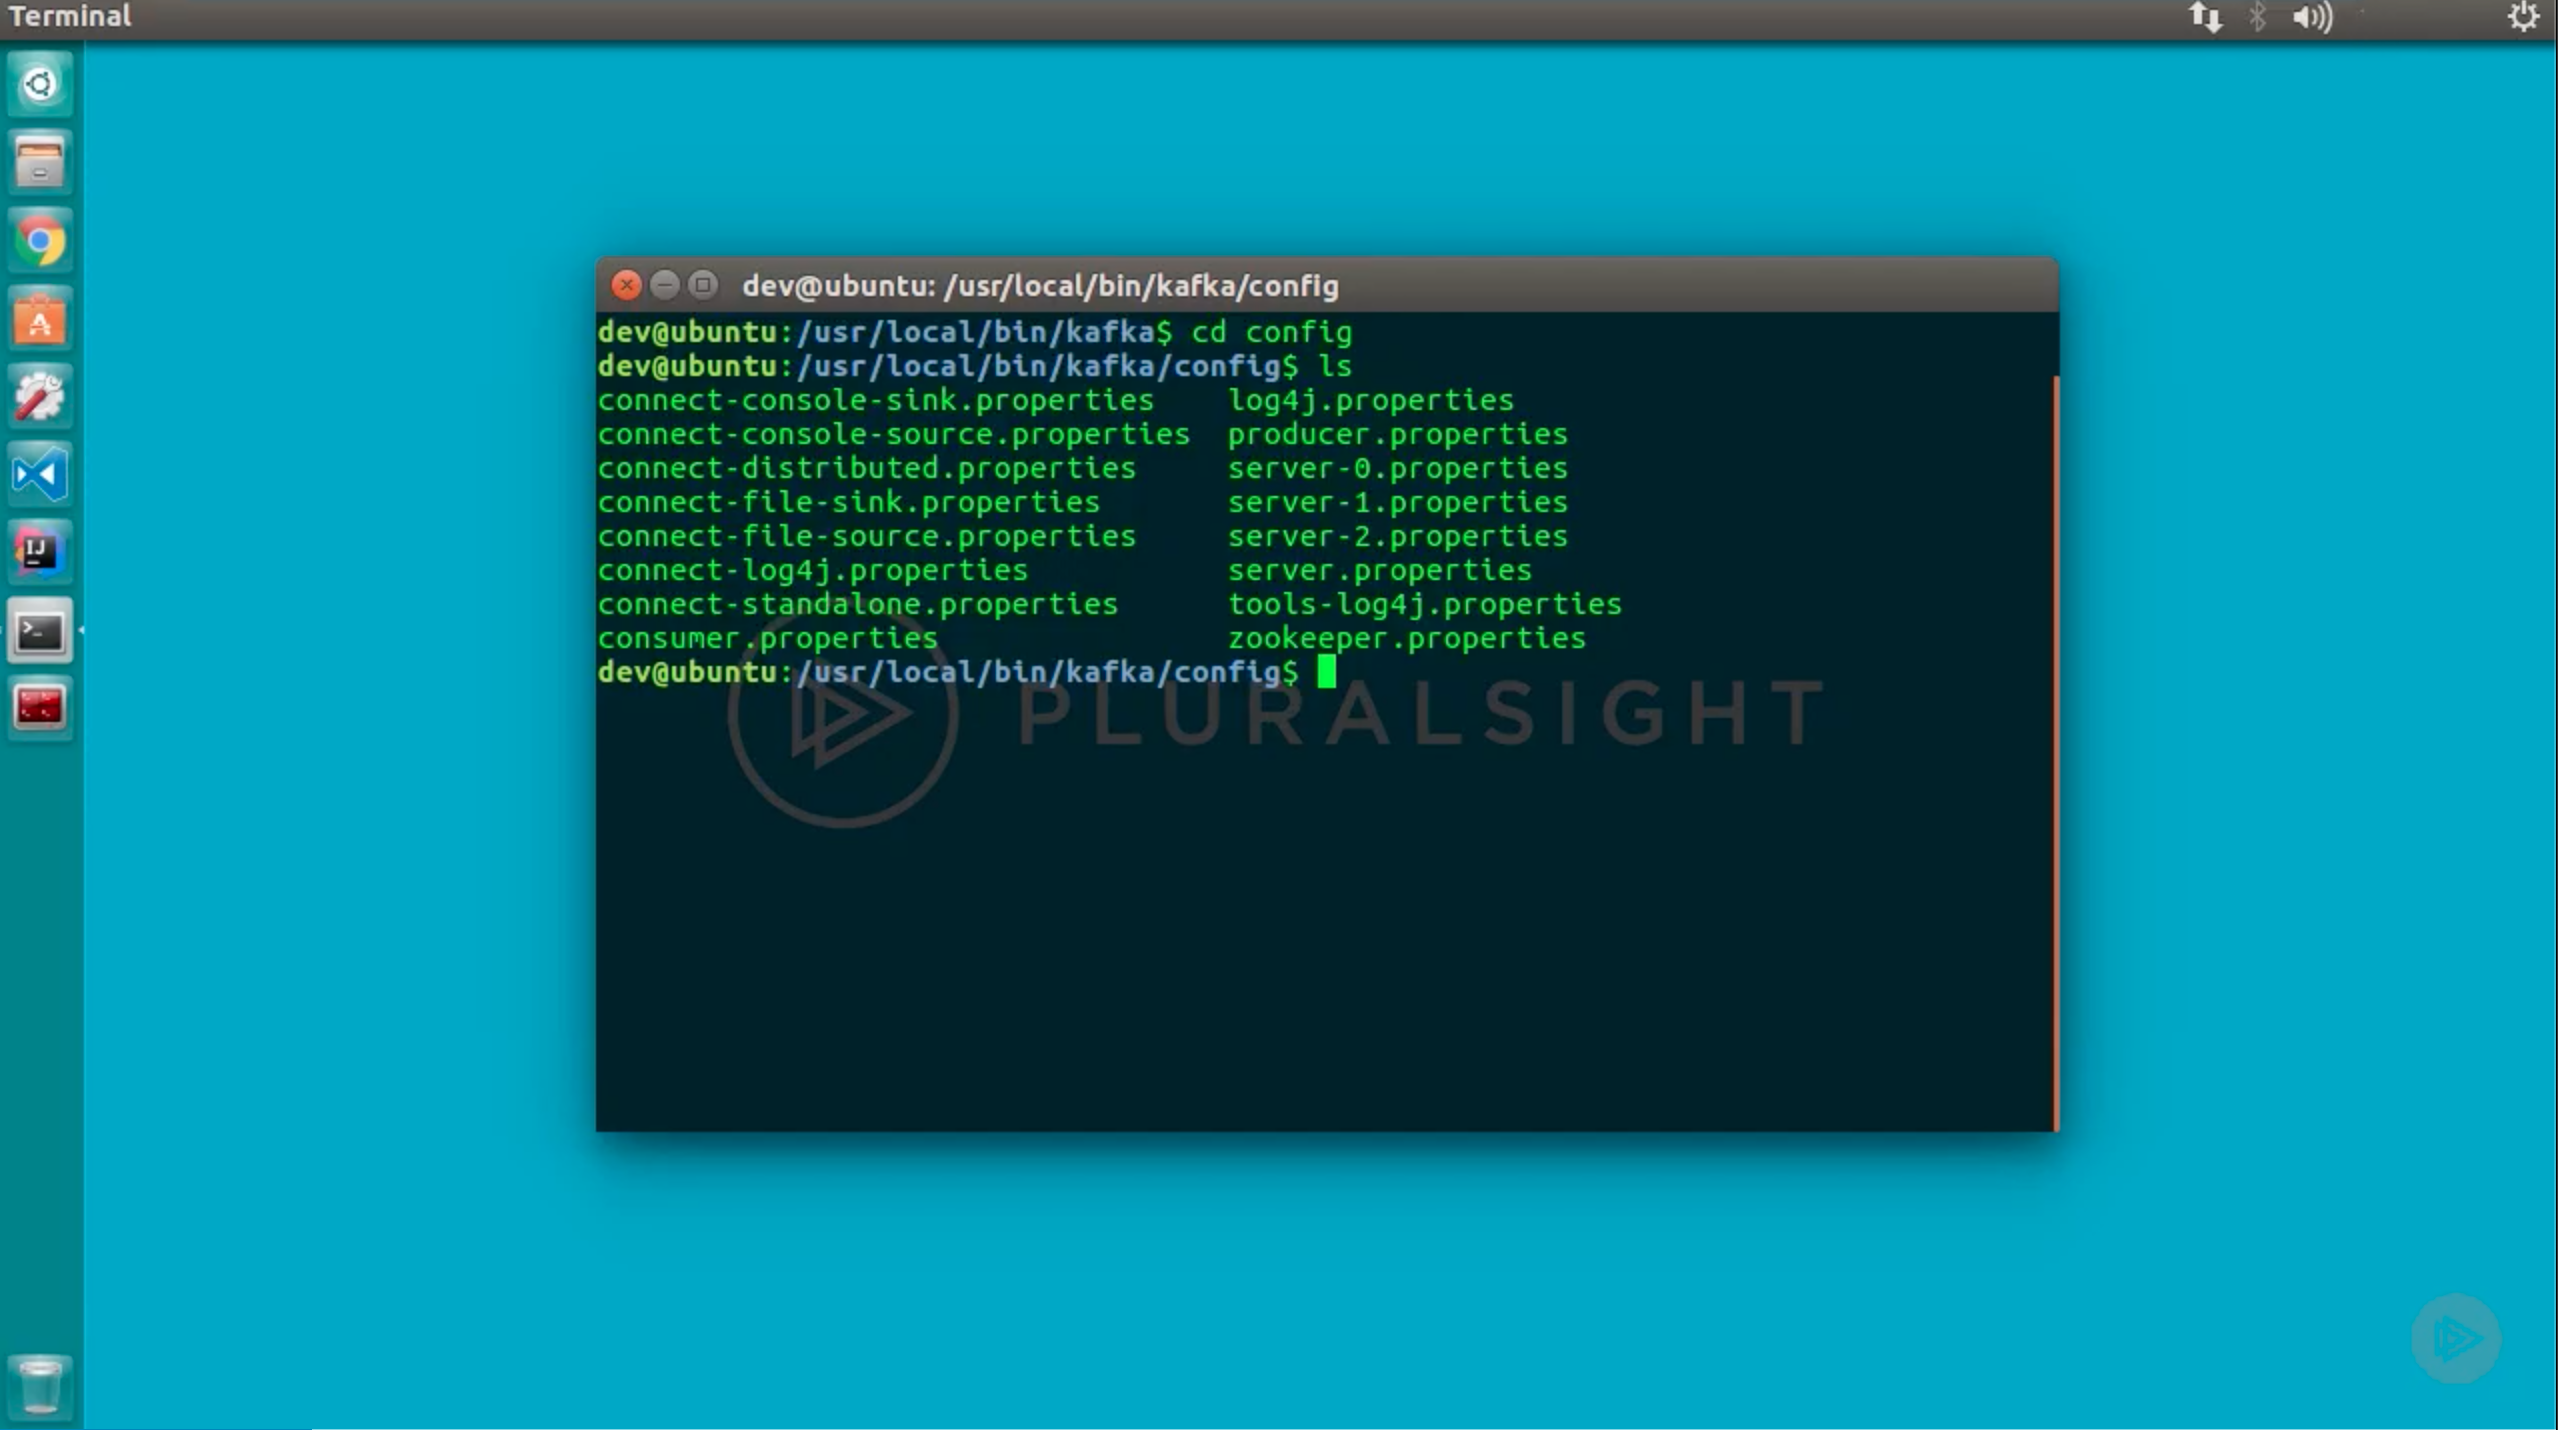 Terminal
dev@ubuntu: /usr/local/bin/kafka/config
dev@ubuntu:/usr/local/bin/kafka$ cd config
dev@ubuntu:/usr/local/bin/kafka/config$ ls
connect-console-sink.properties log4j.properties
connect-console-source.properties producer.properties
connect-distributed.properties server-0.properties
connect-file-sink.properties server-1.properties
connect-file-source.properties server-2.properties
connect-log4j.properties server.properties
connect-standalone.properties tools-log4j.properties
consumer.properties zookeeper.properties
dev@ubuntu:/usr/local/bin/kafka/config$
PLURALSIGHT
IJ